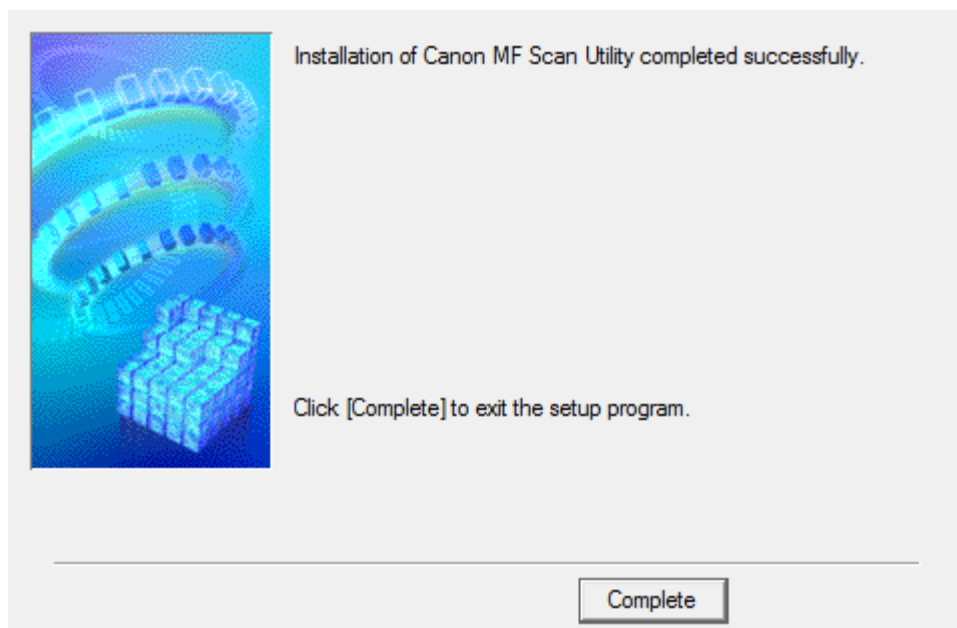 Installation of Canon MF Scan Utility completed successfully.
Click [Complete] to exit the setup program.
Complete